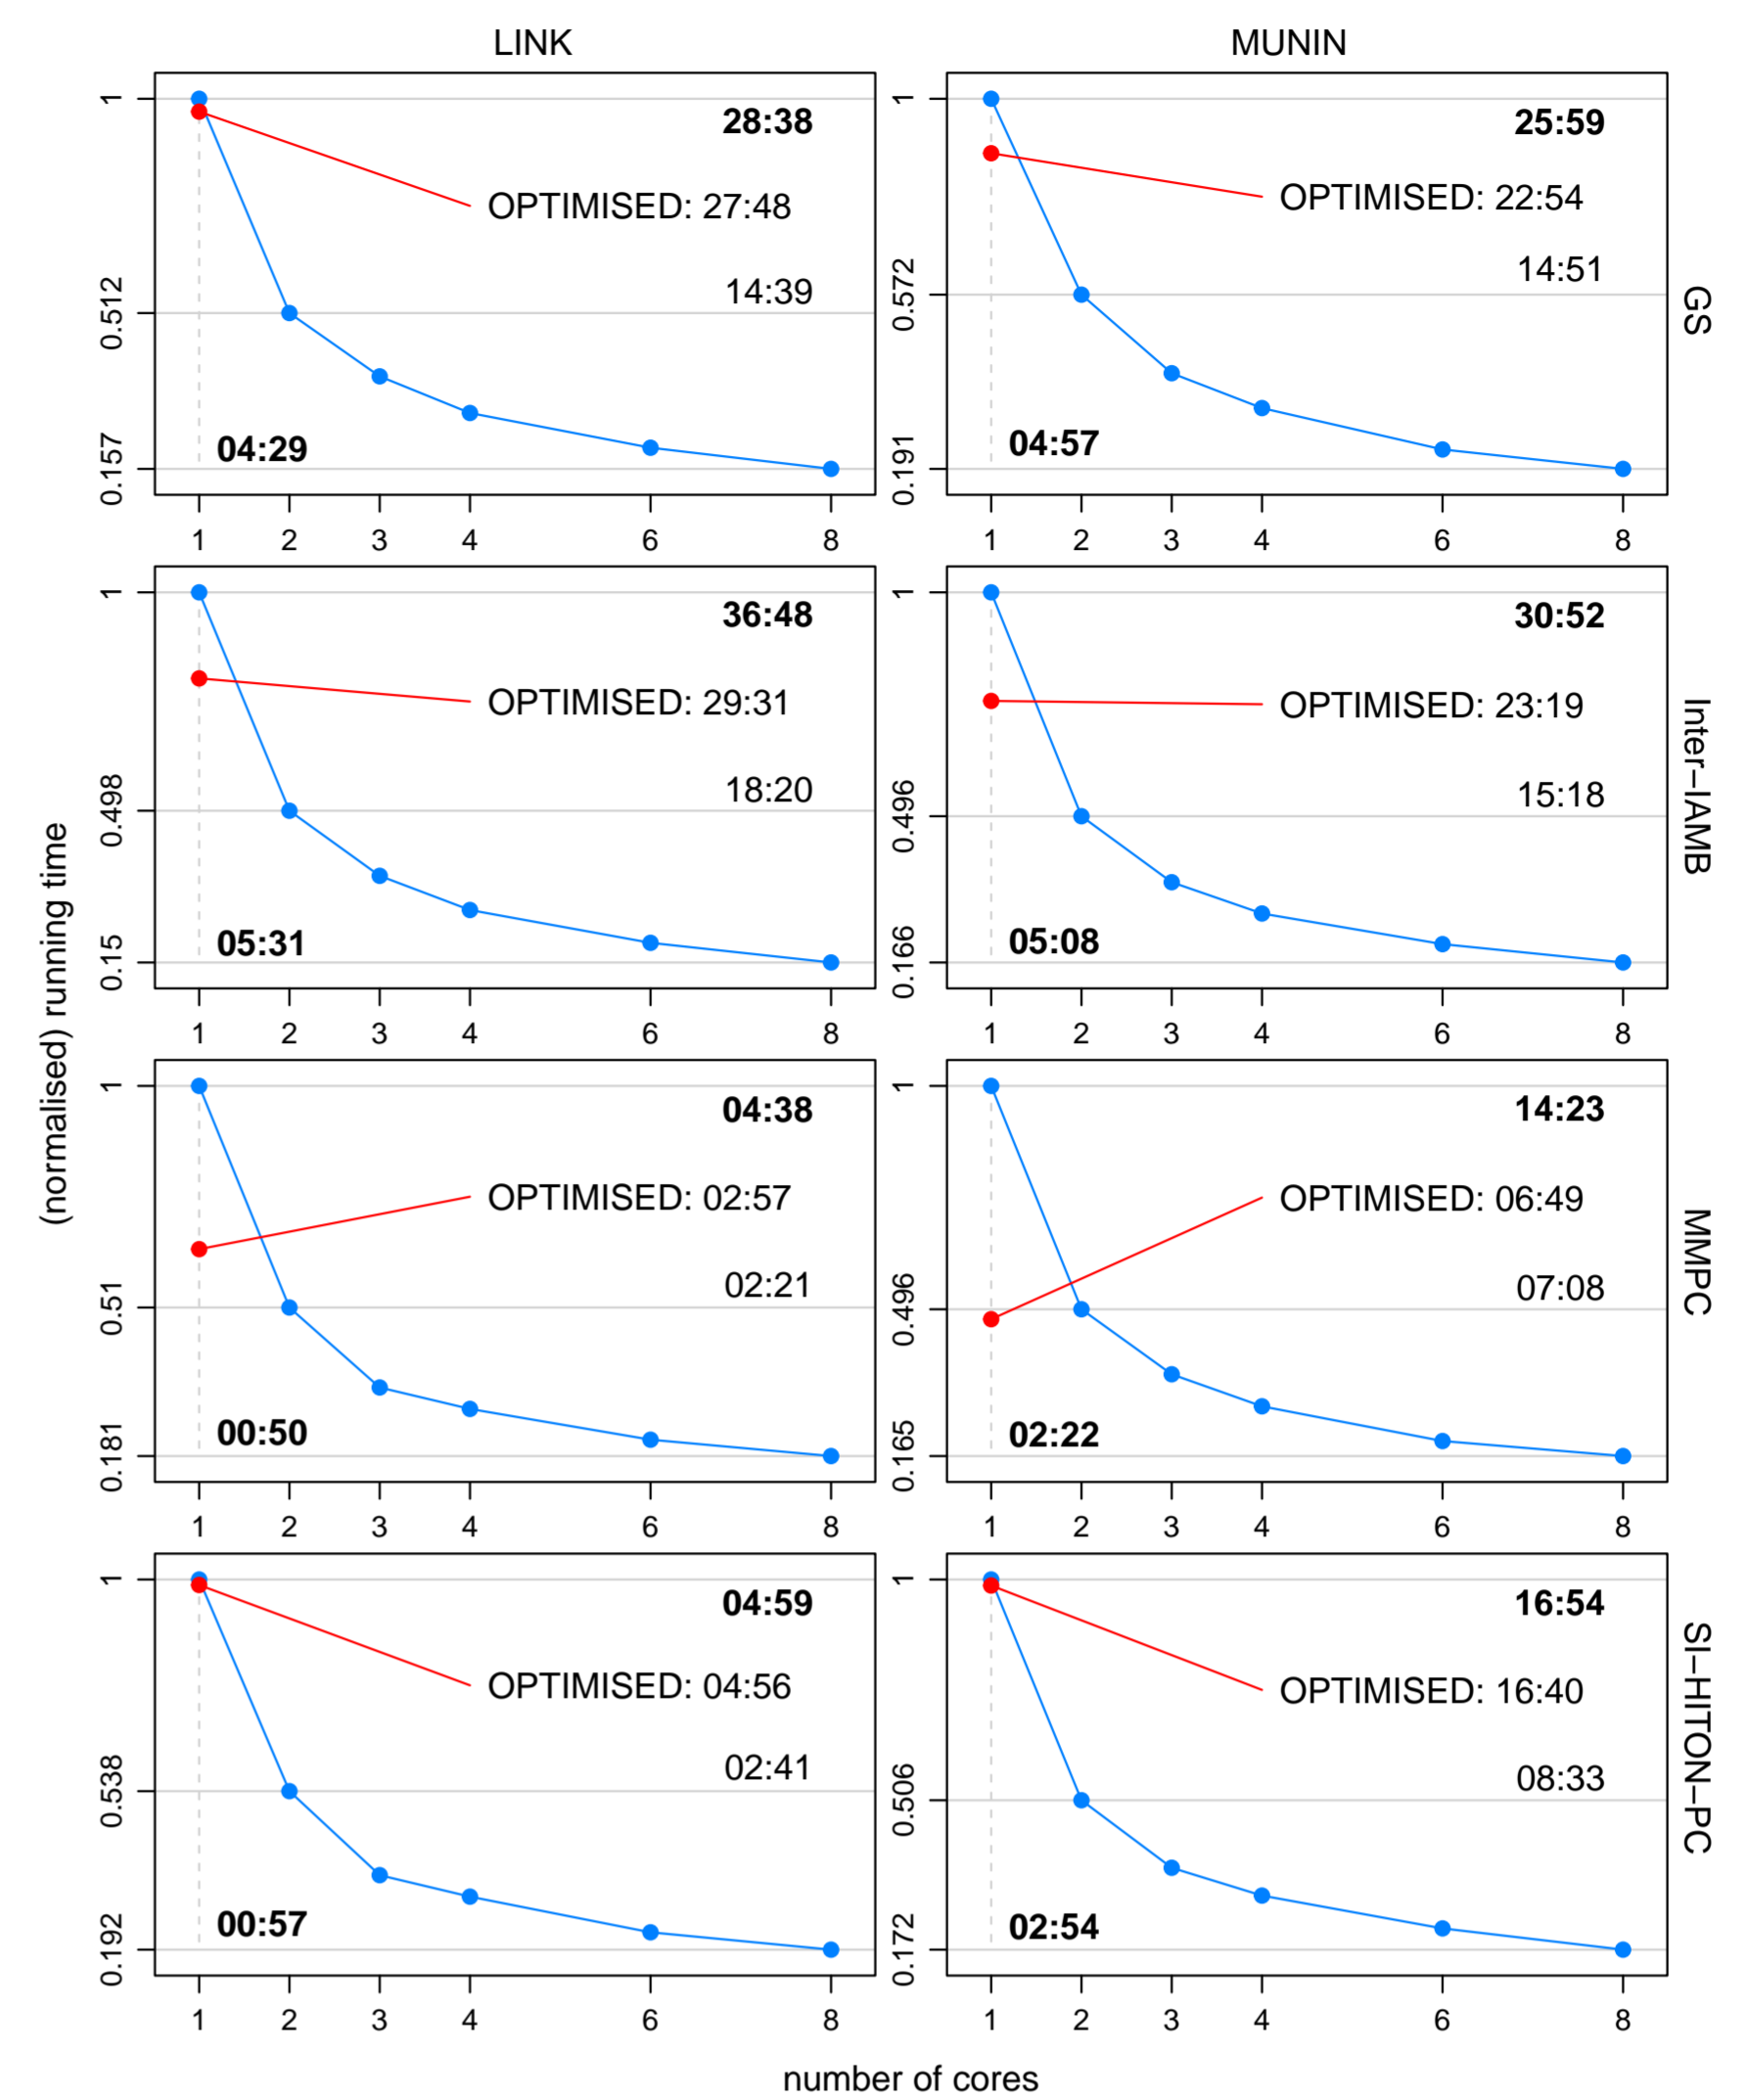 LINK
MUNIN
(normalised) running time
1
0.512
0.157
28:38
OPTIMISED: 27:48
14:39
04:29
1 2 3 4 6 8
1
0.572
0.191
25:59
OPTIMISED: 22:54
14:51
04:57
1 2 3 4 6 8
GS
1
0.498
0.15
36:48
OPTIMISED: 29:31
18:20
05:31
1 2 3 4 6 8
1
0.496
0.166
30:52
OPTIMISED: 23:19
15:18
05:08
1 2 3 4 6 8
Inter–IAMB
1
0.51
0.181
04:38
OPTIMISED: 02:57
02:21
00:50
1 2 3 4 6 8
1
0.496
0.165
14:23
OPTIMISED: 06:49
07:08
02:22
1 2 3 4 6 8
MMPC
1
0.538
0.192
04:59
OPTIMISED: 04:56
02:41
00:57
1 2 3 4 6 8
1
0.506
0.172
16:54
OPTIMISED: 16:40
08:33
02:54
1 2 3 4 6 8
SI–HITON–PC
number of cores